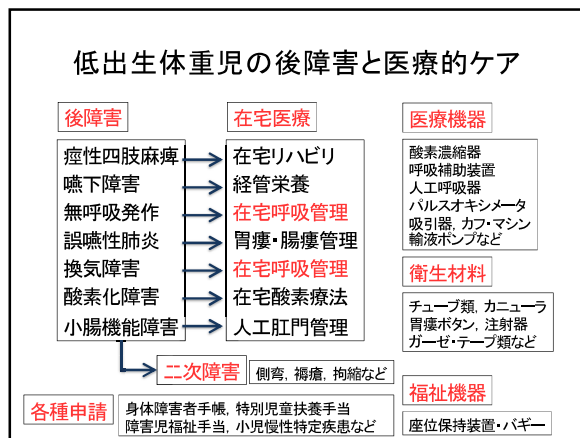 低出生体重児の後障害と医療的ケア
後障害
痙性四肢麻痺
嚥下障害
無呼吸発作
誤嚥性肺炎
換気障害
酸素化障害
小腸機能障害
在宅医療
在宅リハビリ
経管栄養
在宅呼吸管理
胃瘻・腸瘻管理
在宅呼吸管理
在宅酸素療法
人工肛門管理
医療機器
酸素濃縮器
呼吸補助装置
人工呼吸器
パルスオキシメータ
吸引器, カフ・マシン
輸液ポンプなど
衛生材料
チューブ類, カニューラ
胃瘻ボタン, 注射器
ガーゼ・テープ類など
二次障害
側弯, 褥瘡, 拘縮など
各種申請
身体障害者手帳, 特別児童扶養手当
障害児福祉手当, 小児慢性特定疾患など
福祉機器
座位保持装置・バギー